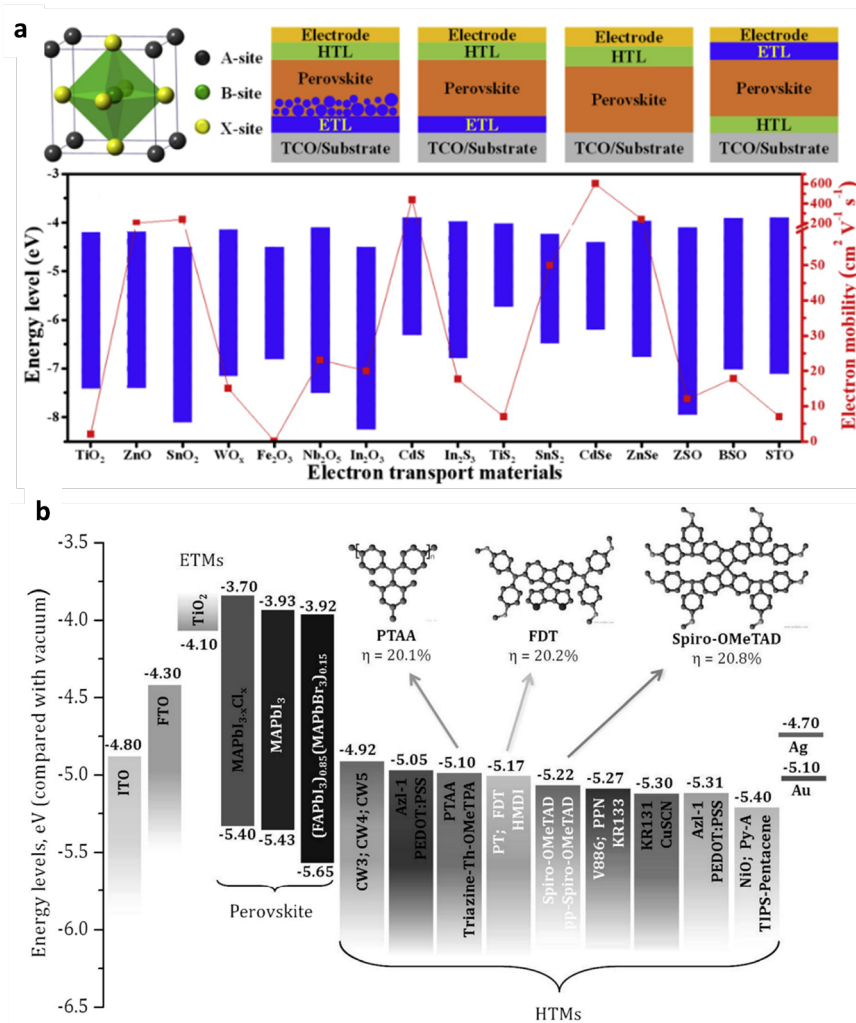 a
A-site
B-site
X-site
Electrode
HTL
Perovskite
ETL
TCO/Substrate
Electrode
HTL
Perovskite
ETL
TCO/Substrate
Electrode
HTL
Perovskite
TCO/Substrate
Electrode
ETL
Perovskite
HTL
TCO/Substrate
Energy level (eV)
-3
-4
-5
-6
-7
-8
600
400
200
50
40
30
20
10
0
Electron mobility (cm² V⁻¹ s⁻¹)
TiO₂ ZnO SnO₂ WOₓ Fe₂O₃ Nb₂O₅ In₂O₃ CdS In₂S₃ TiS₂ SnS₂ CdSe ZnSe ZSO BSO STO
Electron transport materials
b
Energy levels, eV (compared with vacuum)
-3.5
-4.0
-4.5
-5.0
-5.5
-6.0
-6.5
-4.80
ITO
-4.30
FTO
ETMs
TiO₂
-4.10
-3.70
MAPbI₃₋ₓClₓ
-5.40
-3.93
MAPbI₃
-5.43
-3.92
(FAPbI₃)₀.₈₅(MAPbBr₃)₀.₁₅
-5.65
Perovskite
PTAA
η = 20.1%
FDT
η = 20.2%
Spiro-OMeTAD
η = 20.8%
-4.92
CW3; CW4; CW5
-5.05
Azl-1
PEDOT:PSS
-5.10
PTAA
Triazine-Th-OMeTPA
-5.17
PT; FDT
HMDI
-5.22
Spiro-OMeTAD
pp-Spiro-OMeTAD
-5.27
V886; PPN
KR133
-5.30
KR131
CuSCN
-5.31
Azl-1
PEDOT:PSS
-5.40
NiO; Py-A
TIPS-Pentacene
HTMs
-4.70
Ag
-5.10
Au